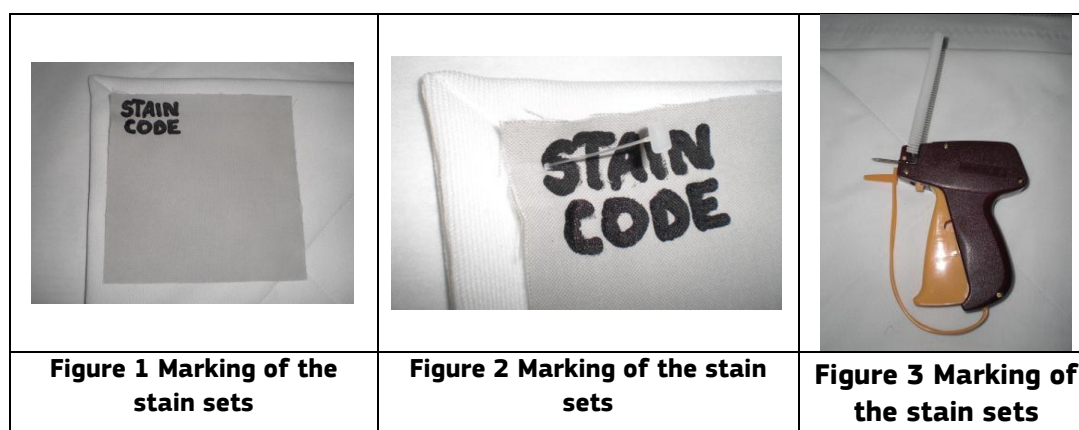 STAIN
CODE
STAIN
CODE
Figure 1 Marking of the
stain sets
Figure 2 Marking of the stain
sets
Figure 3 Marking of
the stain sets